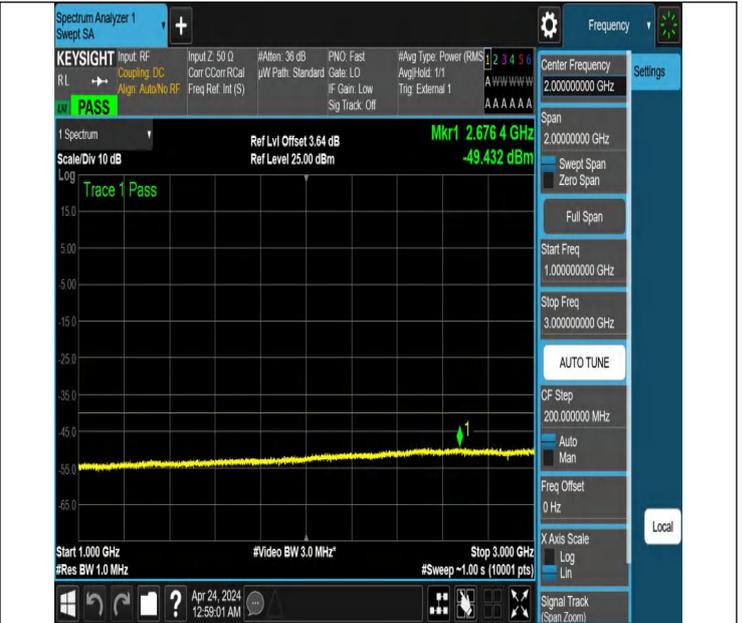 Spectrum Analyzer 1
Swept SA
+
Frequency
KEYSIGHT
RL
PASS
Input: RF
Coupling: DC
Align: Auto/No RF
Input Z: 50 Ω
Corr CCorr RCal
Freq Ref: Int (S)
#Atten: 36 dB
µW Path: Standard
PNO: Fast
Gate: LO
IF Gain: Low
Sig Track: Off
#Avg Type: Power (RMS
Avg|Hold: 1/1
Trig: External 1
1 2 3 4 5 6
A W W W W W
A A A A A A
1 Spectrum
Scale/Div 10 dB
Ref Lvl Offset 3.64 dB
Ref Level 25.00 dBm
Mkr1 2.676 4 GHz
-49.432 dBm
Log
Trace 1 Pass
15.0
5.00
-5.00
-15.0
-25.0
-35.0
-45.0
-55.0
-65.0
1
Start 1.000 GHz
#Res BW 1.0 MHz
#Video BW 3.0 MHz*
Stop 3.000 GHz
#Sweep ~1.00 s (10001 pts)
Apr 24, 2024
12:59:01 AM
?
Center Frequency
2.000000000 GHz
Settings
Span
2.00000000 GHz
Swept Span
Zero Span
Full Span
Start Freq
1.000000000 GHz
Stop Freq
3.000000000 GHz
AUTO TUNE
CF Step
200.000000 MHz
Auto
Man
Freq Offset
0 Hz
X Axis Scale
Log
Lin
Local
Signal Track
(Span Zoom)